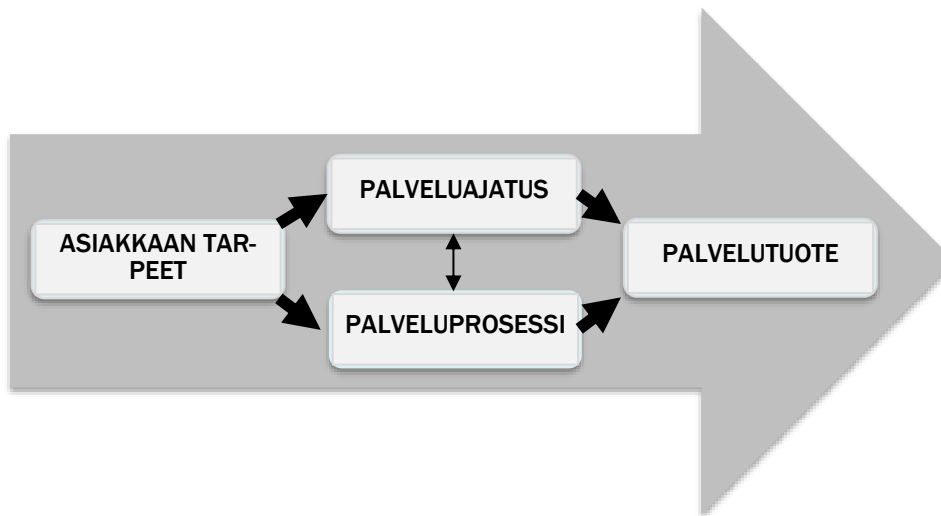 ASIAKKAAN TAR-
PEET
PALVELUAJATUS
PALVELUPROSESSI
PALVELUTUOTE